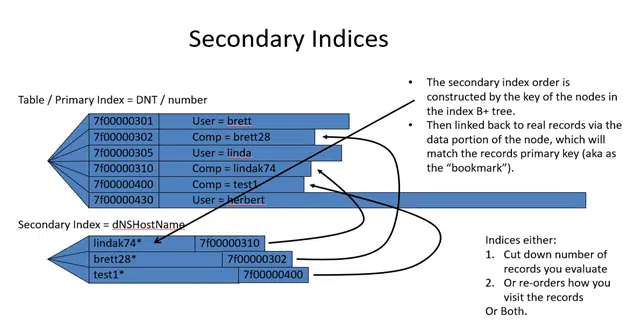 Secondary Indices
Table / Primary Index = DNT / number
7f00000301 User = brett
7f00000302 Comp = brett28
7f00000305 User = linda
7f00000310 Comp = lindak74
7f00000400 Comp = test1
7f00000430 User = herbert
Secondary Index = dNSHostName
lindak74* 7f00000310
brett28* 7f00000302
test1* 7f00000400
• The secondary index order is
constructed by the key of the nodes in
the index B+ tree.
• Then linked back to real records via the
data portion of the node, which will
match the records primary key (aka as
the “bookmark”).
Indices either:
1. Cut down number of
records you evaluate
2. Or re-orders how you
visit the records
Or Both.